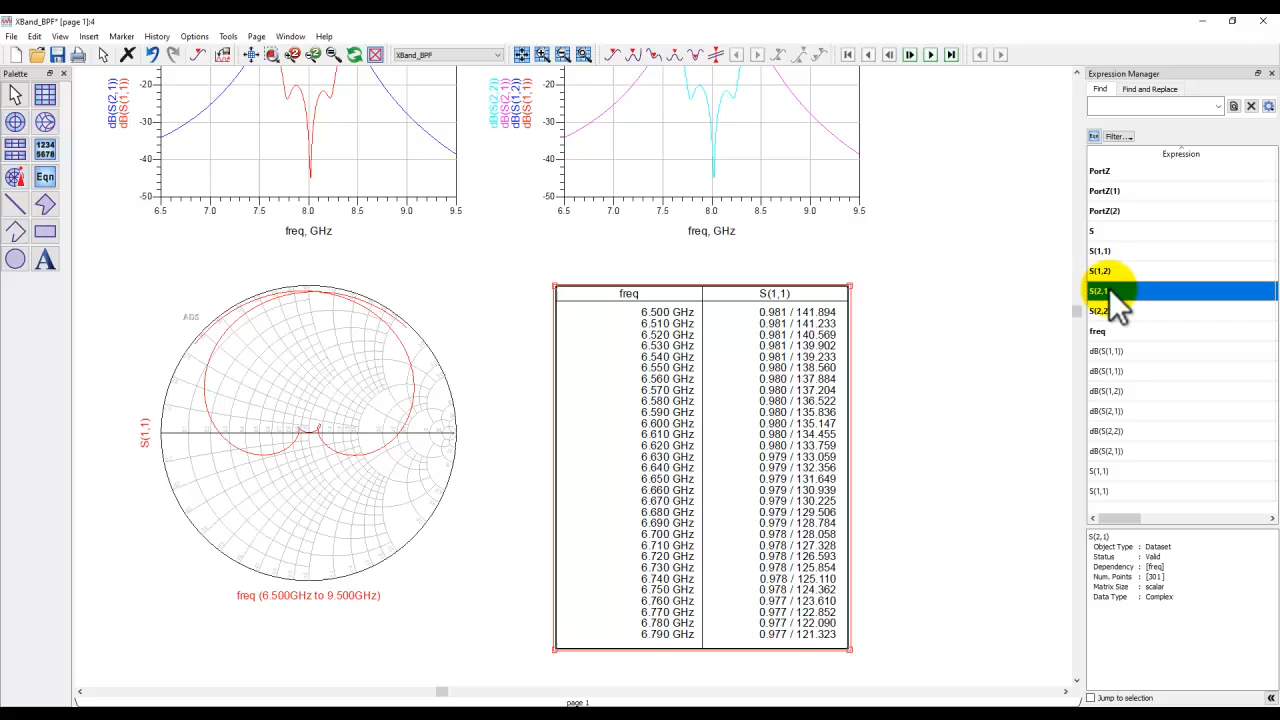 XBand_BPF* [page 1]:4
File Edit View Insert Marker History Options Tools Page Window Help
XBand_BPF
Palette
1234
5678
Eqn
-20
-30
-40
-50
dB(S(2,1))
dB(S(1,1))
6.5 7.0 7.5 8.0 8.5 9.0 9.5
freq, GHz
-20
-30
-40
-50
dB(S(2,2))
dB(S(2,1))
dB(S(1,2))
dB(S(1,1))
6.5 7.0 7.5 8.0 8.5 9.0 9.5
freq, GHz
ADS
S(1,1)
freq (6.500GHz to 9.500GHz)
freq S(1,1)
6.500 GHz 0.981 / 141.894
6.510 GHz 0.981 / 141.233
6.520 GHz 0.981 / 140.569
6.530 GHz 0.981 / 139.902
6.540 GHz 0.981 / 139.233
6.550 GHz 0.980 / 138.560
6.560 GHz 0.980 / 137.884
6.570 GHz 0.980 / 137.204
6.580 GHz 0.980 / 136.522
6.590 GHz 0.980 / 135.836
6.600 GHz 0.980 / 135.147
6.610 GHz 0.980 / 134.455
6.620 GHz 0.980 / 133.759
6.630 GHz 0.979 / 133.059
6.640 GHz 0.979 / 132.356
6.650 GHz 0.979 / 131.649
6.660 GHz 0.979 / 130.939
6.670 GHz 0.979 / 130.225
6.680 GHz 0.979 / 129.506
6.690 GHz 0.979 / 128.784
6.700 GHz 0.978 / 128.058
6.710 GHz 0.978 / 127.328
6.720 GHz 0.978 / 126.593
6.730 GHz 0.978 / 125.854
6.740 GHz 0.978 / 125.110
6.750 GHz 0.978 / 124.362
6.760 GHz 0.977 / 123.610
6.770 GHz 0.977 / 122.852
6.780 GHz 0.977 / 122.090
6.790 GHz 0.977 / 121.323
page 1
Expression Manager
Find Find and Replace
Eqn Filter...
Expression
PortZ
PortZ(1)
PortZ(2)
S
S(1,1)
S(1,2)
S(2,1
S(2,2
freq
dB(S(1,1))
dB(S(1,1))
dB(S(1,2))
dB(S(2,1))
dB(S(2,2))
dB(S(2,1))
S(1,1)
S(1,1)
S(2,1)
Object Type : Dataset
Status : Valid
Dependency : [freq]
Num. Points : [301]
Matrix Size : scalar
Data Type : Complex
Jump to selection